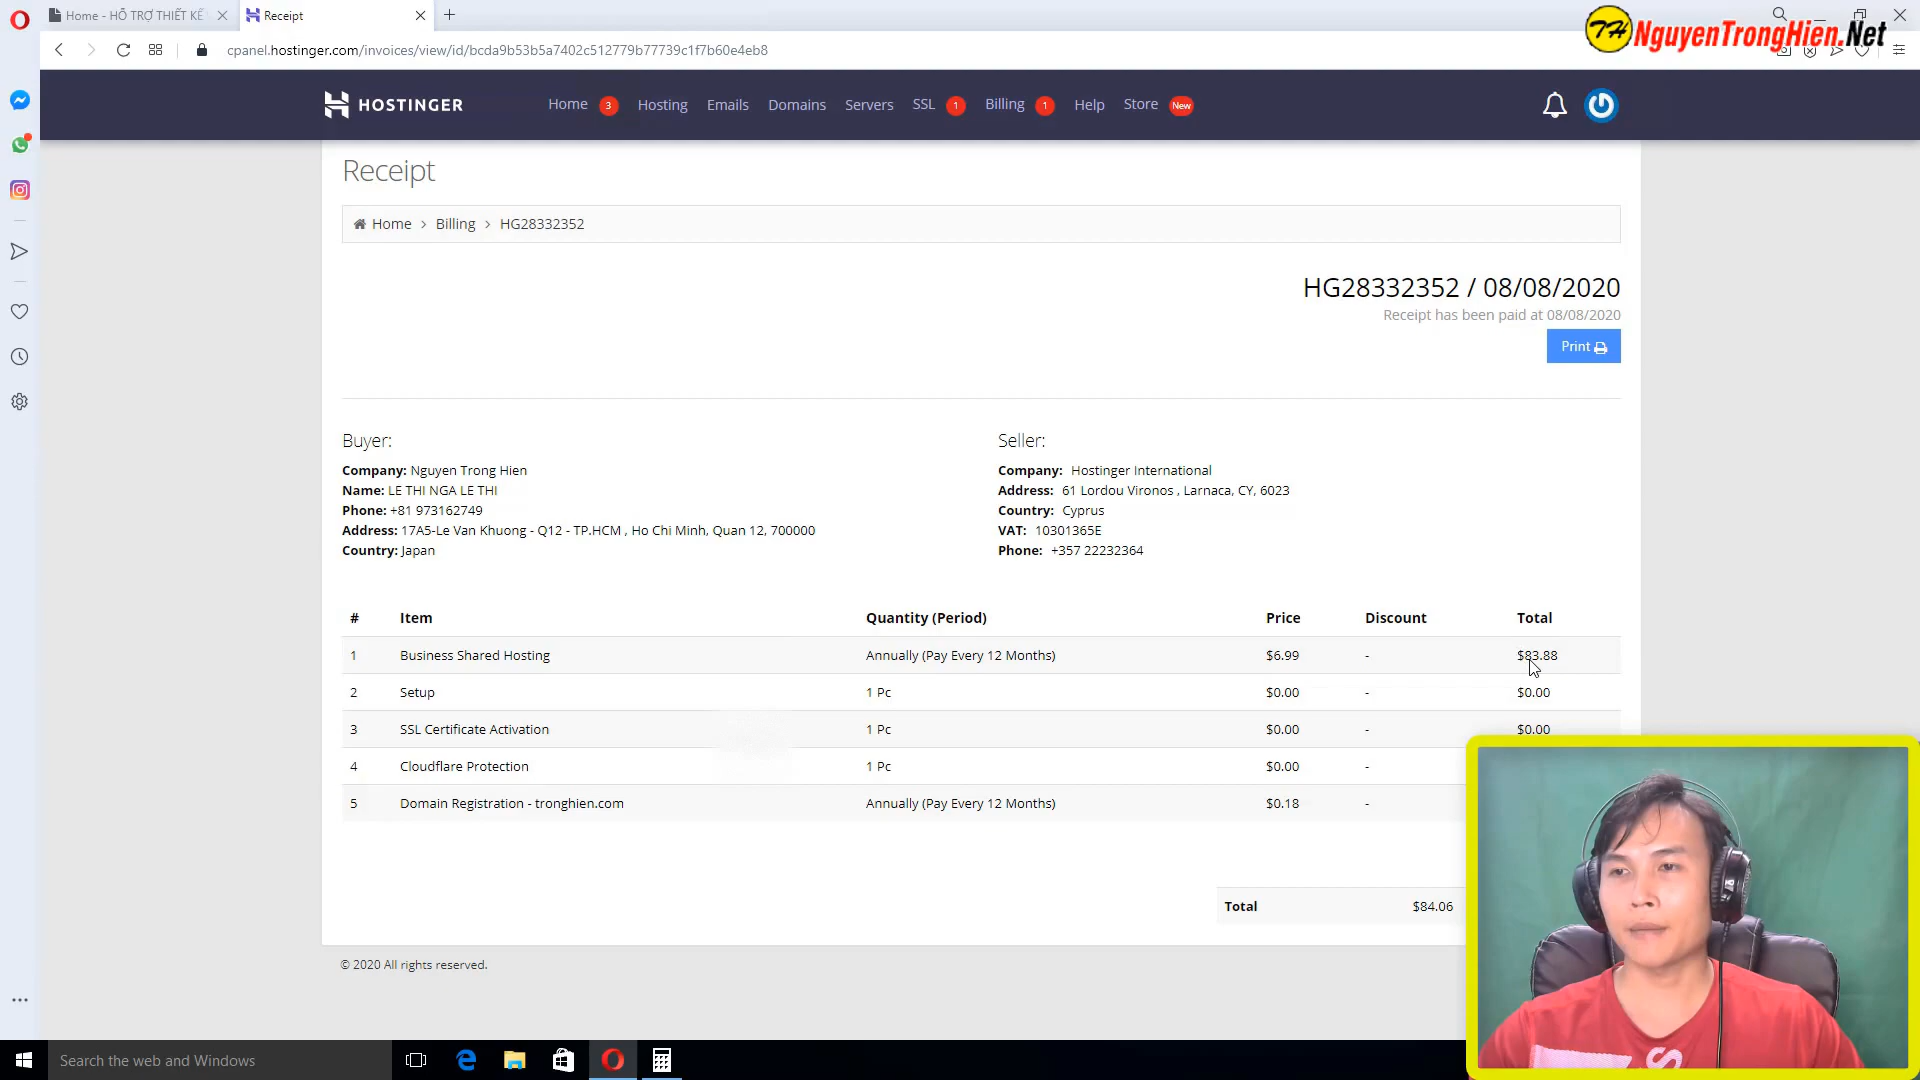 Home - HỖ TRỢ THIẾT KẾ
Receipt
TH NguyenTrongHien.Net
cpanel.hostinger.com/invoices/view/id/bcda9b53b5a7402c512779b77739c1f7b60e4eb8
HOSTINGER
Home 3 Hosting Emails Domains Servers SSL 1 Billing 1 Help Store New
Receipt
Home > Billing > HG28332352
HG28332352 / 08/08/2020
Receipt has been paid at 08/08/2020
Print
Buyer:
Company: Nguyen Trong Hien
Name: LE THI NGA LE THI
Phone: +81 973162749
Address: 17A5-Le Van Khuong - Q12 - TP.HCM , Ho Chi Minh, Quan 12, 700000
Country: Japan
Seller:
Company: Hostinger International
Address: 61 Lordou Vironos , Larnaca, CY, 6023
Country: Cyprus
VAT: 10301365E
Phone: +357 22232364
# Item Quantity (Period) Price Discount Total
1 Business Shared Hosting Annually (Pay Every 12 Months) $6.99 - $83.88
2 Setup 1 Pc $0.00 - $0.00
3 SSL Certificate Activation 1 Pc $0.00 - $0.00
4 Cloudflare Protection 1 Pc $0.00 -
5 Domain Registration - tronghien.com Annually (Pay Every 12 Months) $0.18 -
Total $84.06
© 2020 All rights reserved.
Search the web and Windows